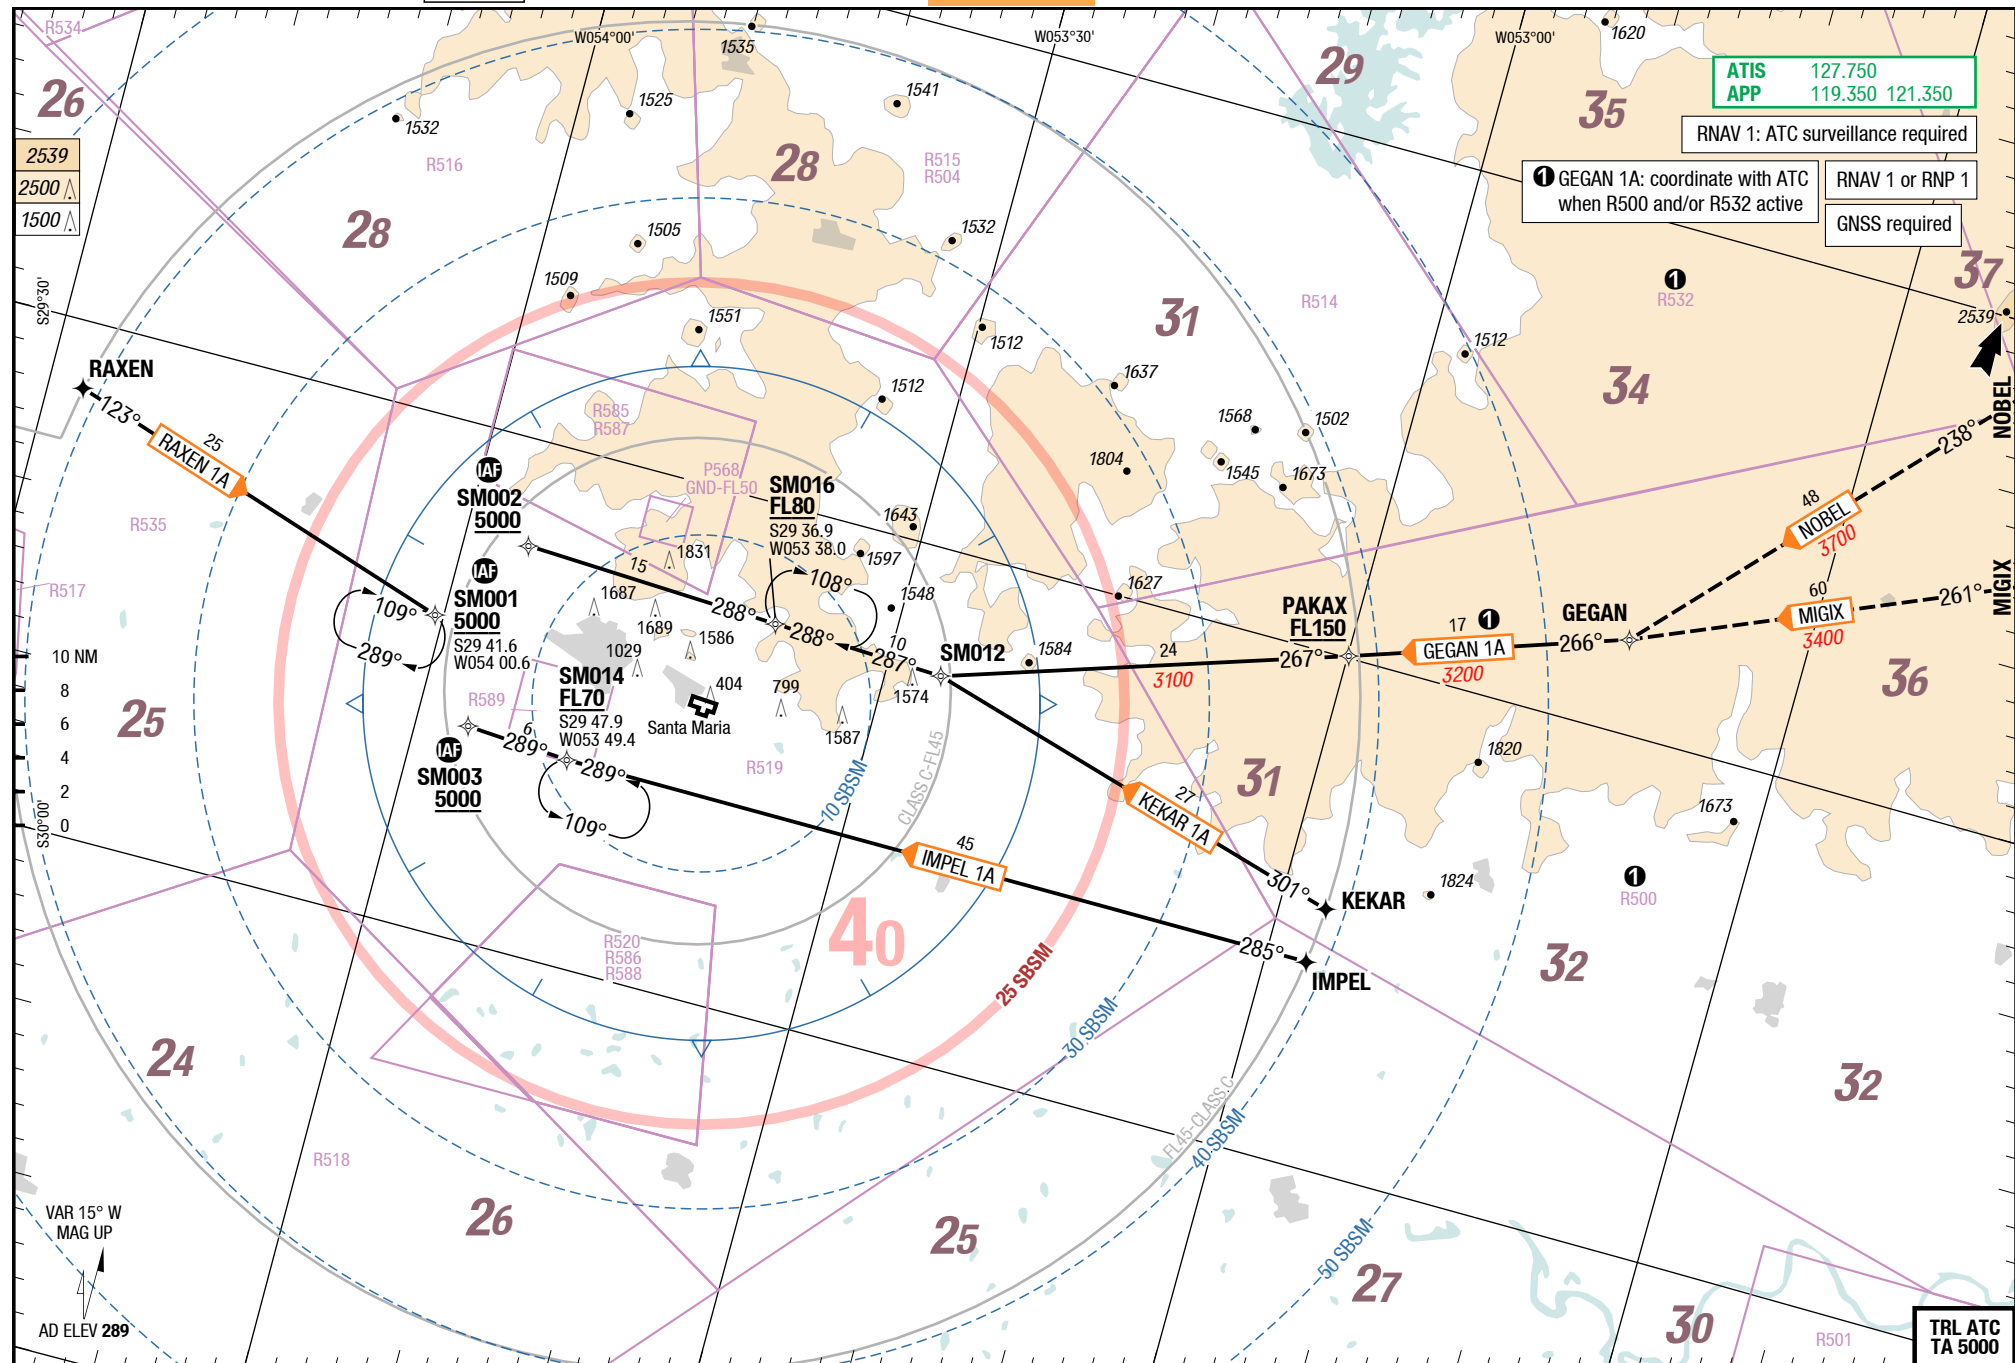 R534
W054°00'
1535
W053°30'
W053°00'
1620
29
26
35
ATIS 127.750
APP 119.350 121.350
1541
1525
1532
RNAV 1: ATC surveillance required
2539
2500
1500
R516
28
R515
R504
❶ GEGAN 1A: coordinate with ATC
when R500 and/or R532 active
RNAV 1 or RNP 1
GNSS required
28
1505
1532
37
1
R532
1509
S29°30'
31
R514
2539
1551
1512
1512
RAXEN
1637
34
1512
NOBEL
123°
25
RAXEN 1A
R585
R587
1568
1502
238°
IAF
SM002
5000
P568
GND-FL50
SM016
FL80
S29 36.9
W053 38.0
1804
1545
1673
48
NOBEL
3700
R535
1643
1831
1597
15
108°
IAF
SM001
5000
S29 41.6
W054 00.6
109°
289°
R517
1687
288°
1548
1627
PAKAX
FL150
GEGAN
60
MIGIX
3400
261°
MIGIX
1689
1586
288°
10
287°
SM012
1584
24
3100
267°
17 1
GEGAN 1A
3200
266°
10 NM
8
6
4
2
0
S30°00'
1029
SM014
FL70
S29 47.9
W053 49.4
404
799
1574
36
R589
Santa Maria
25
6
289°
1587
IAF
SM003
5000
289°
R519
10 SBSM
CLASS C-FL45
31
1820
109°
27
KEKAR 1A
1673
45
IMPEL 1A
301°
KEKAR
1824
1
R500
40
R520
R586
R588
25 SBSM
285°
IMPEL
32
24
30 SBSM
32
FL45-CLASS C
40 SBSM
R518
VAR 15° W
MAG UP
26
25
50 SBSM
27
AD ELEV 289
30
R501
TRL ATC
TA 5000